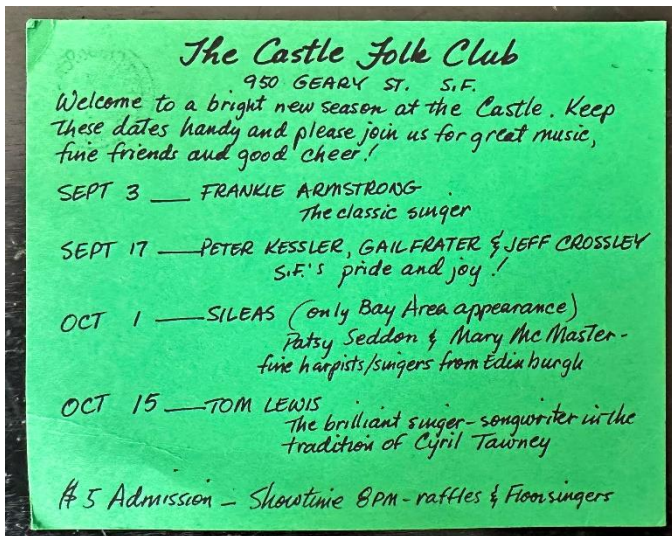 The Castle Folk Club
950 GEARY ST. S.F.
Welcome to a bright new season at the Castle. Keep
these dates handy and please join us for great music,
fine friends and good cheer!
SEPT 3 — FRANKIE ARMSTRONG
The classic singer
SEPT 17 — PETER KESSLER, GAIL FRATER & JEFF CROSSLEY
S.F.'s pride and joy!
OCT 1 — SILEAS (only Bay Area appearance)
Patsy Seddon & Mary McMaster -
fine harpists/singers from Edinburgh
OCT 15 — TOM LEWIS
The brilliant singer-songwriter in the
tradition of Cyril Tawney
$5 Admission — Showtime 8PM - raffles & Floorsingers